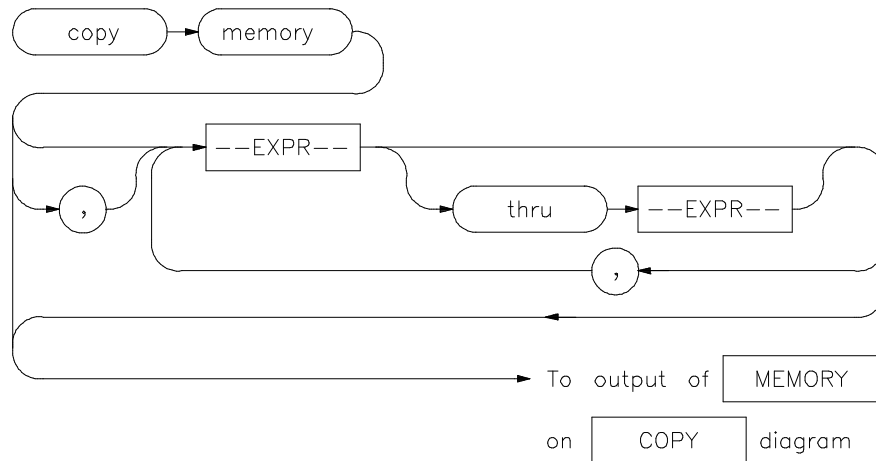 copy memory
--EXPR--
, thru --EXPR--
,
To output of MEMORY
on COPY diagram